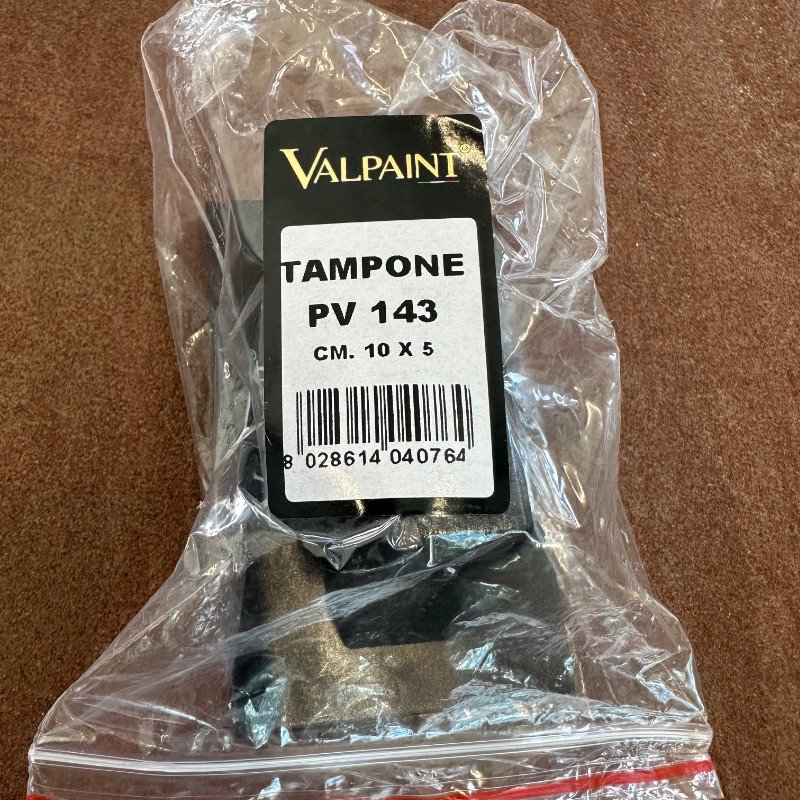 VALPAINT®
TAMPONE
PV 143
CM. 10 X 5
8 028614 040764